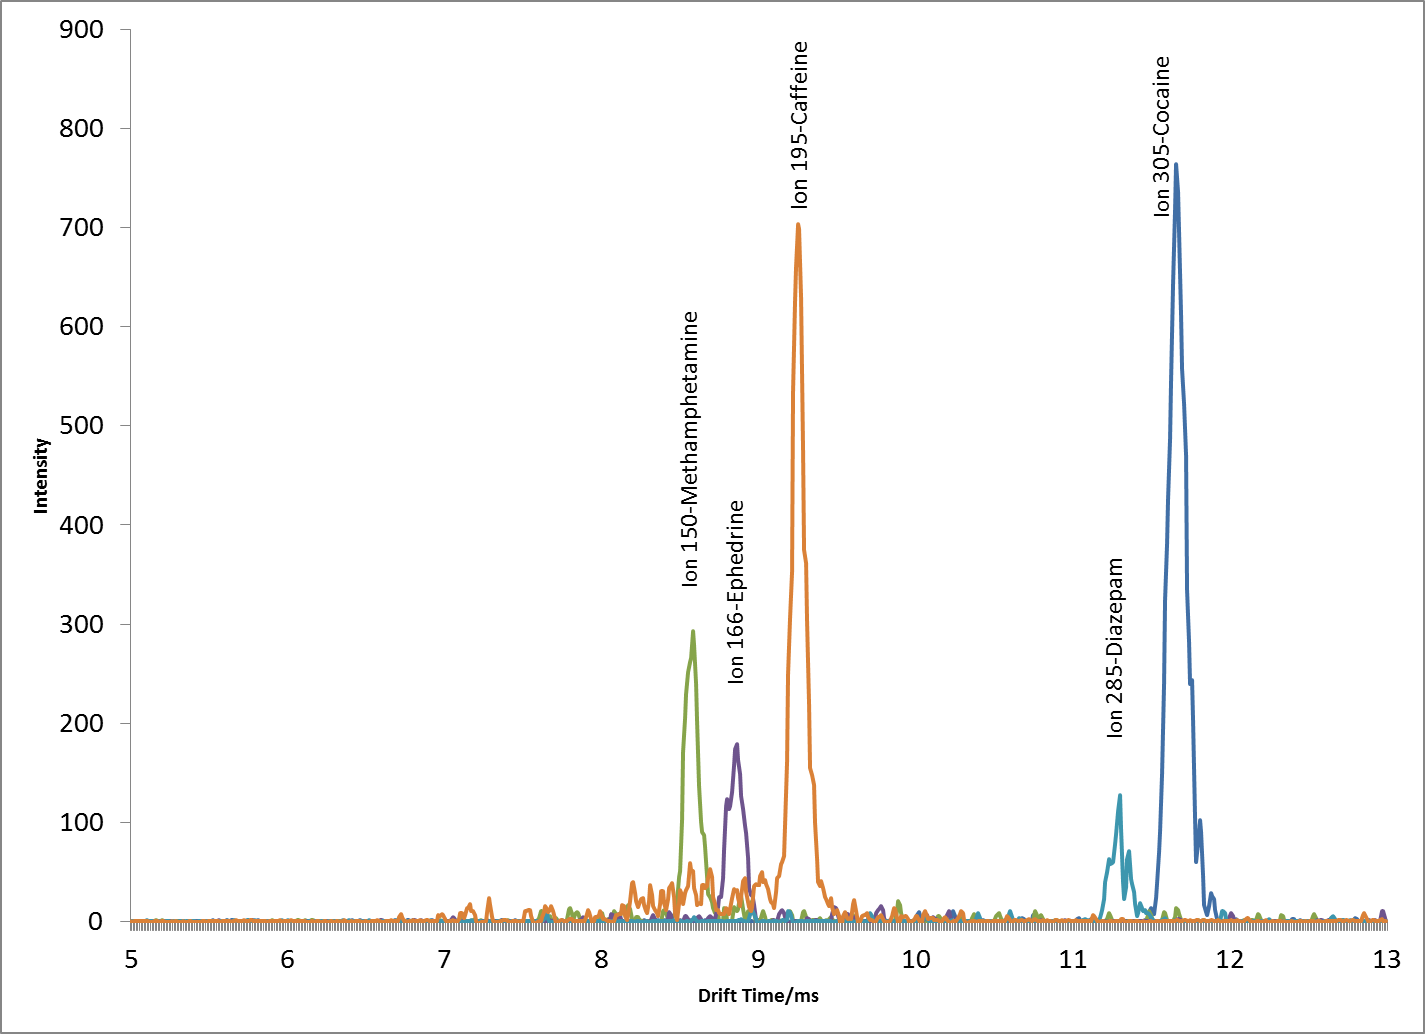 900
800
700
600
500
400
300
200
100
0
Intensity
Ion 150-Methamphetamine
Ion 166-Ephedrine
Ion 195-Caffeine
Ion 285-Diazepam
Ion 305-Cocaine
5 6 7 8 9 10 11 12 13
Drift Time/ms